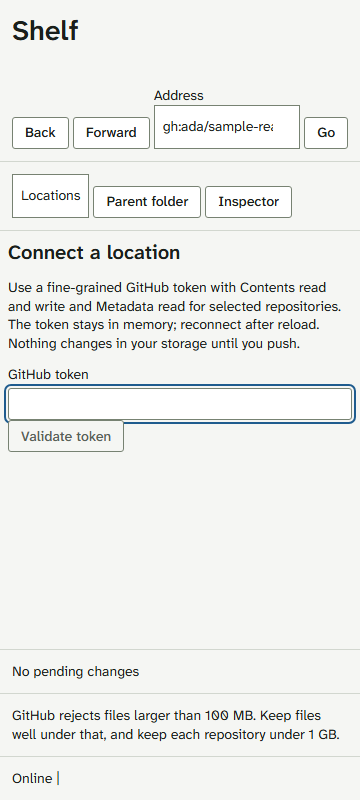 Shelf
Address
Back
Forward
gh:ada/sample-rea
Go
Locations
Parent folder
Inspector
Connect a location
Use a fine-grained GitHub token with Contents read
and write and Metadata read for selected repositories.
The token stays in memory; reconnect after reload.
Nothing changes in your storage until you push.
GitHub token
Validate token
No pending changes
GitHub rejects files larger than 100 MB. Keep files
well under that, and keep each repository under 1 GB.
Online